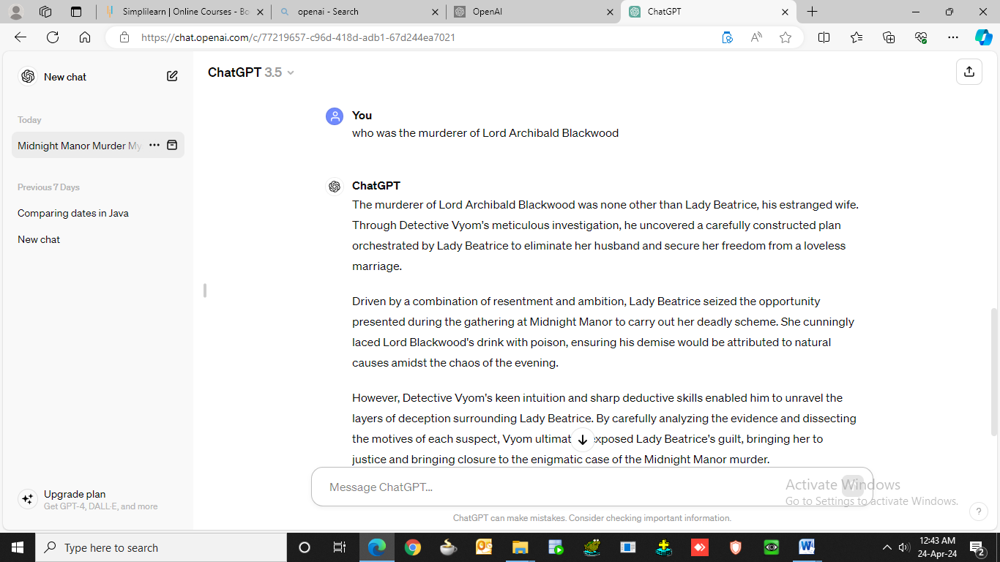 Simplilearn | Online Courses - Bo
openai - Search
OpenAI
ChatGPT
https://chat.openai.com/c/77219657-c96d-418d-adb1-67d244ea7021
New chat
ChatGPT 3.5
Today
Midnight Manor Murder My
Previous 7 Days
Comparing dates in Java
New chat
You
who was the murderer of Lord Archibald Blackwood
ChatGPT
The murderer of Lord Archibald Blackwood was none other than Lady Beatrice, his estranged wife.
Through Detective Vyom's meticulous investigation, he uncovered a carefully constructed plan
orchestrated by Lady Beatrice to eliminate her husband and secure her freedom from a loveless
marriage.
Driven by a combination of resentment and ambition, Lady Beatrice seized the opportunity
presented during the gathering at Midnight Manor to carry out her deadly scheme. She cunningly
laced Lord Blackwood's drink with poison, ensuring his demise would be attributed to natural
causes amidst the chaos of the evening.
However, Detective Vyom's keen intuition and sharp deductive skills enabled him to unravel the
layers of deception surrounding Lady Beatrice. By carefully analyzing the evidence and dissecting
the motives of each suspect, Vyom ultimat xposed Lady Beatrice's guilt, bringing her to
justice and bringing closure to the enigmatic case of the Midnight Manor murder.
Upgrade plan
Get GPT-4, DALL·E, and more
Message ChatGPT...
Activate Windows
Go to Settings to activate Windows.
ChatGPT can make mistakes. Consider checking important information.
?
Type here to search
12:43 AM
24-Apr-24
2